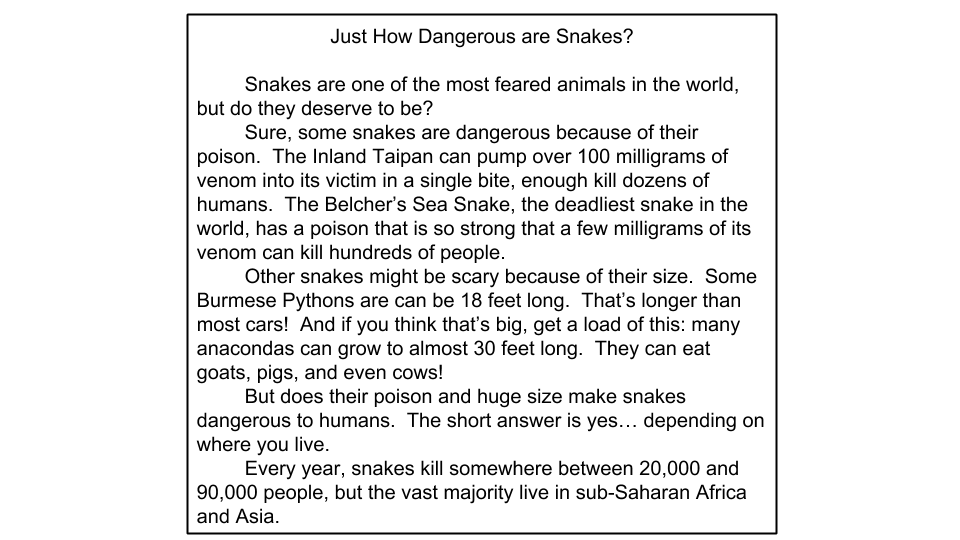 Just How Dangerous are Snakes?
Snakes are one of the most feared animals in the world,
but do they deserve to be?
Sure, some snakes are dangerous because of their
poison.  The Inland Taipan can pump over 100 milligrams of
venom into its victim in a single bite, enough kill dozens of
humans.  The Belcher’s Sea Snake, the deadliest snake in the
world, has a poison that is so strong that a few milligrams of its
venom can kill hundreds of people.
Other snakes might be scary because of their size.  Some
Burmese Pythons are can be 18 feet long.  That’s longer than
most cars!  And if you think that’s big, get a load of this: many
anacondas can grow to almost 30 feet long.  They can eat
goats, pigs, and even cows!
But does their poison and huge size make snakes
dangerous to humans.  The short answer is yes… depending on
where you live.
Every year, snakes kill somewhere between 20,000 and
90,000 people, but the vast majority live in sub-Saharan Africa
and Asia.